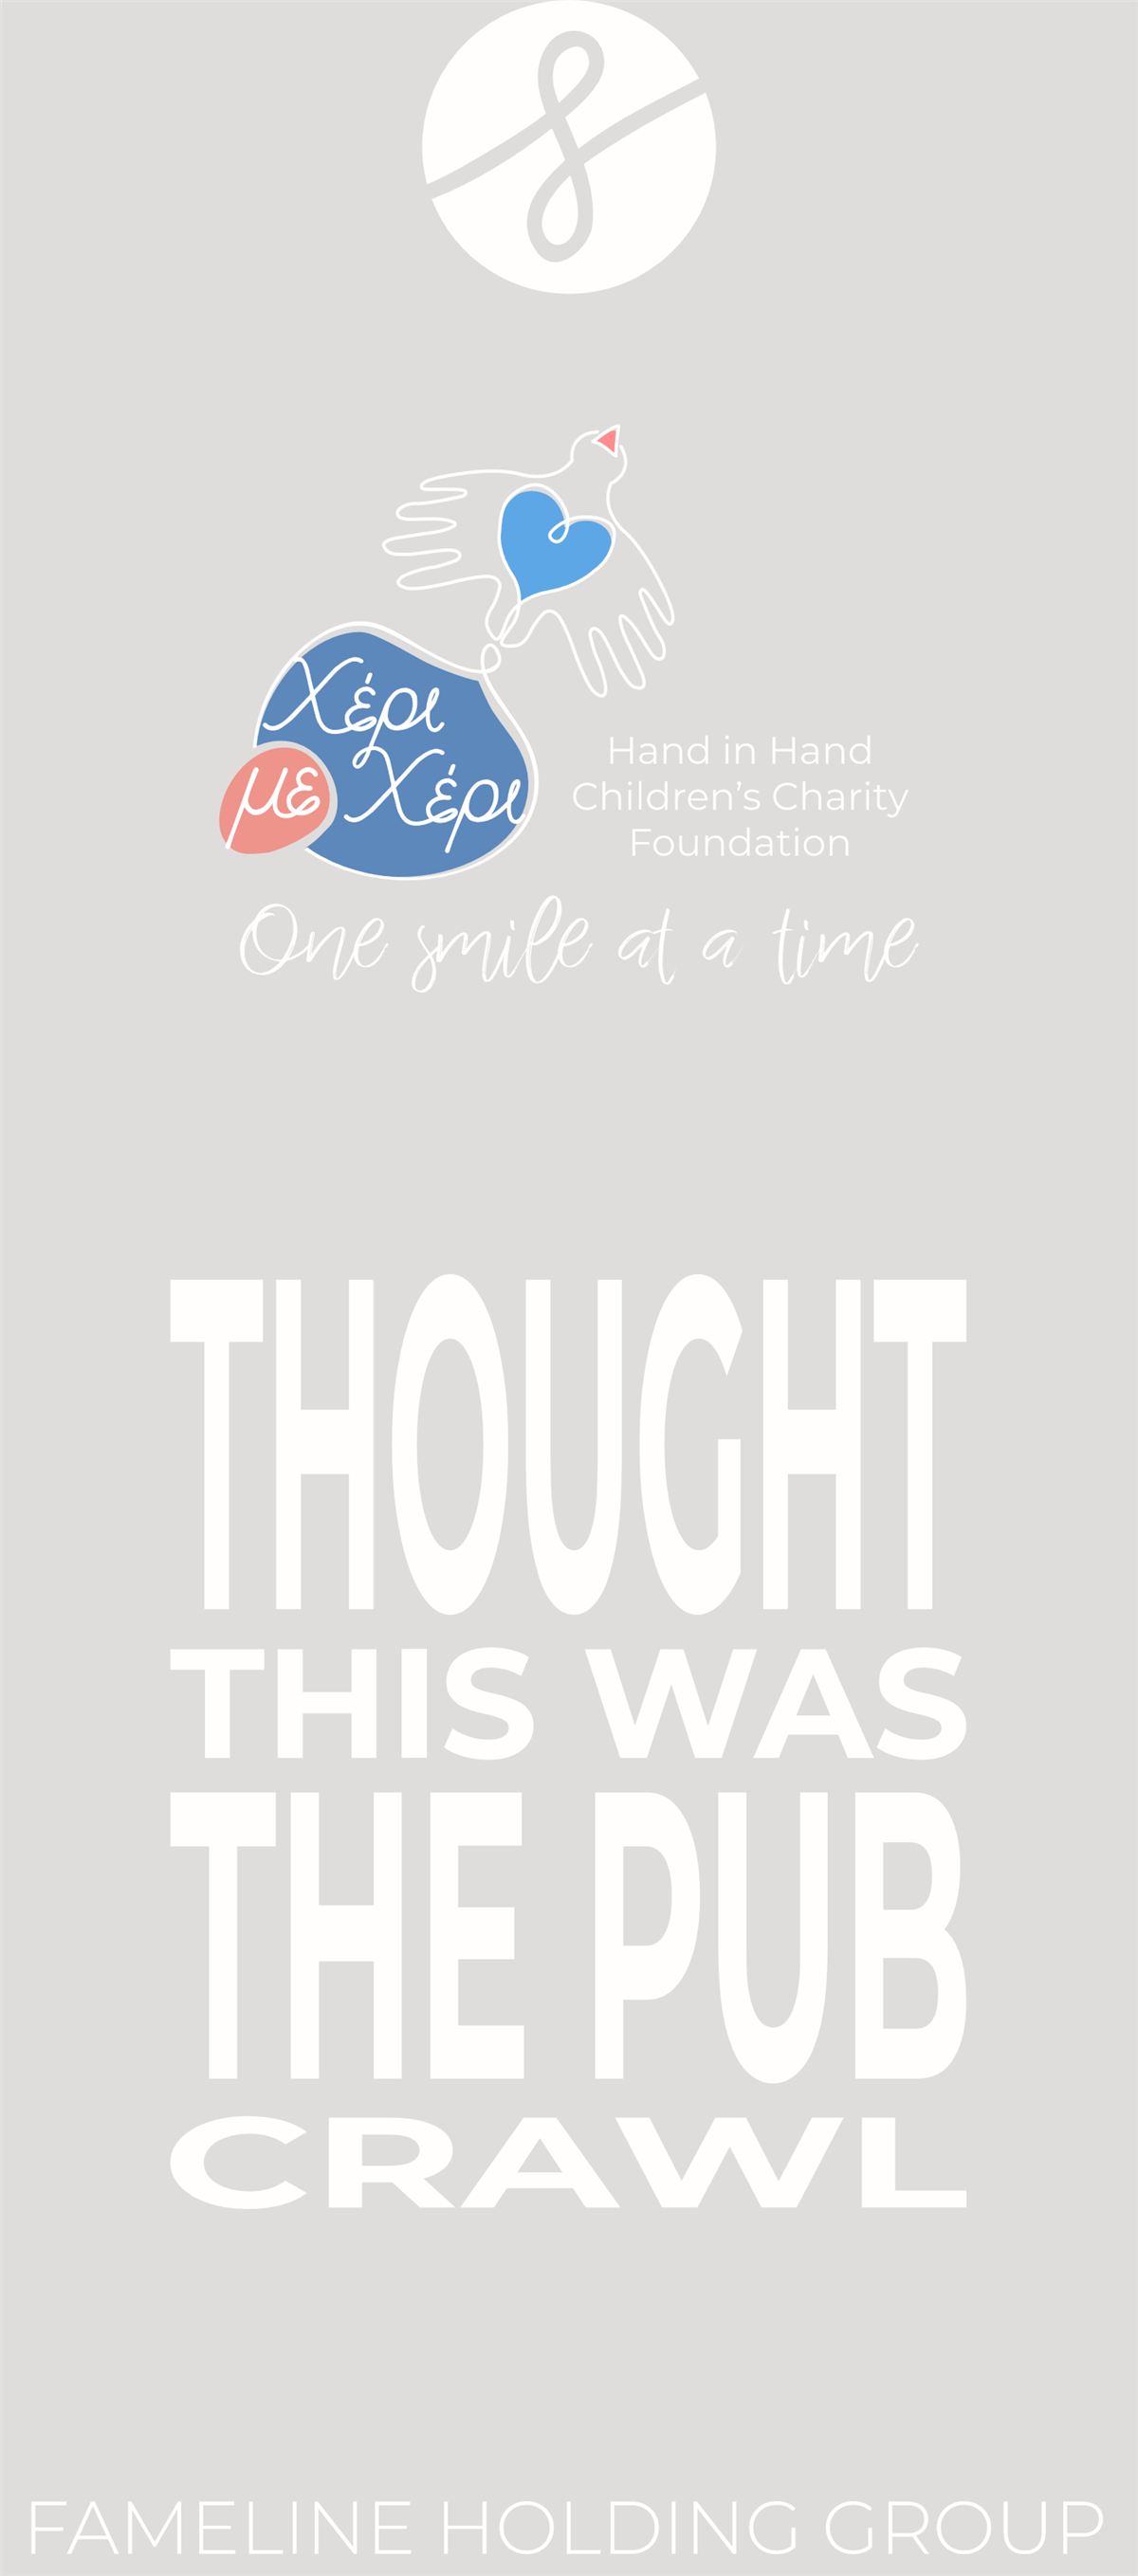 Χέρι
με Χέρι
Hand in Hand
Children's Charity
Foundation
One smile at a time
THOUGHT
THIS WAS
THE PUB
CRAWL
FAMELINE HOLDING GROUP